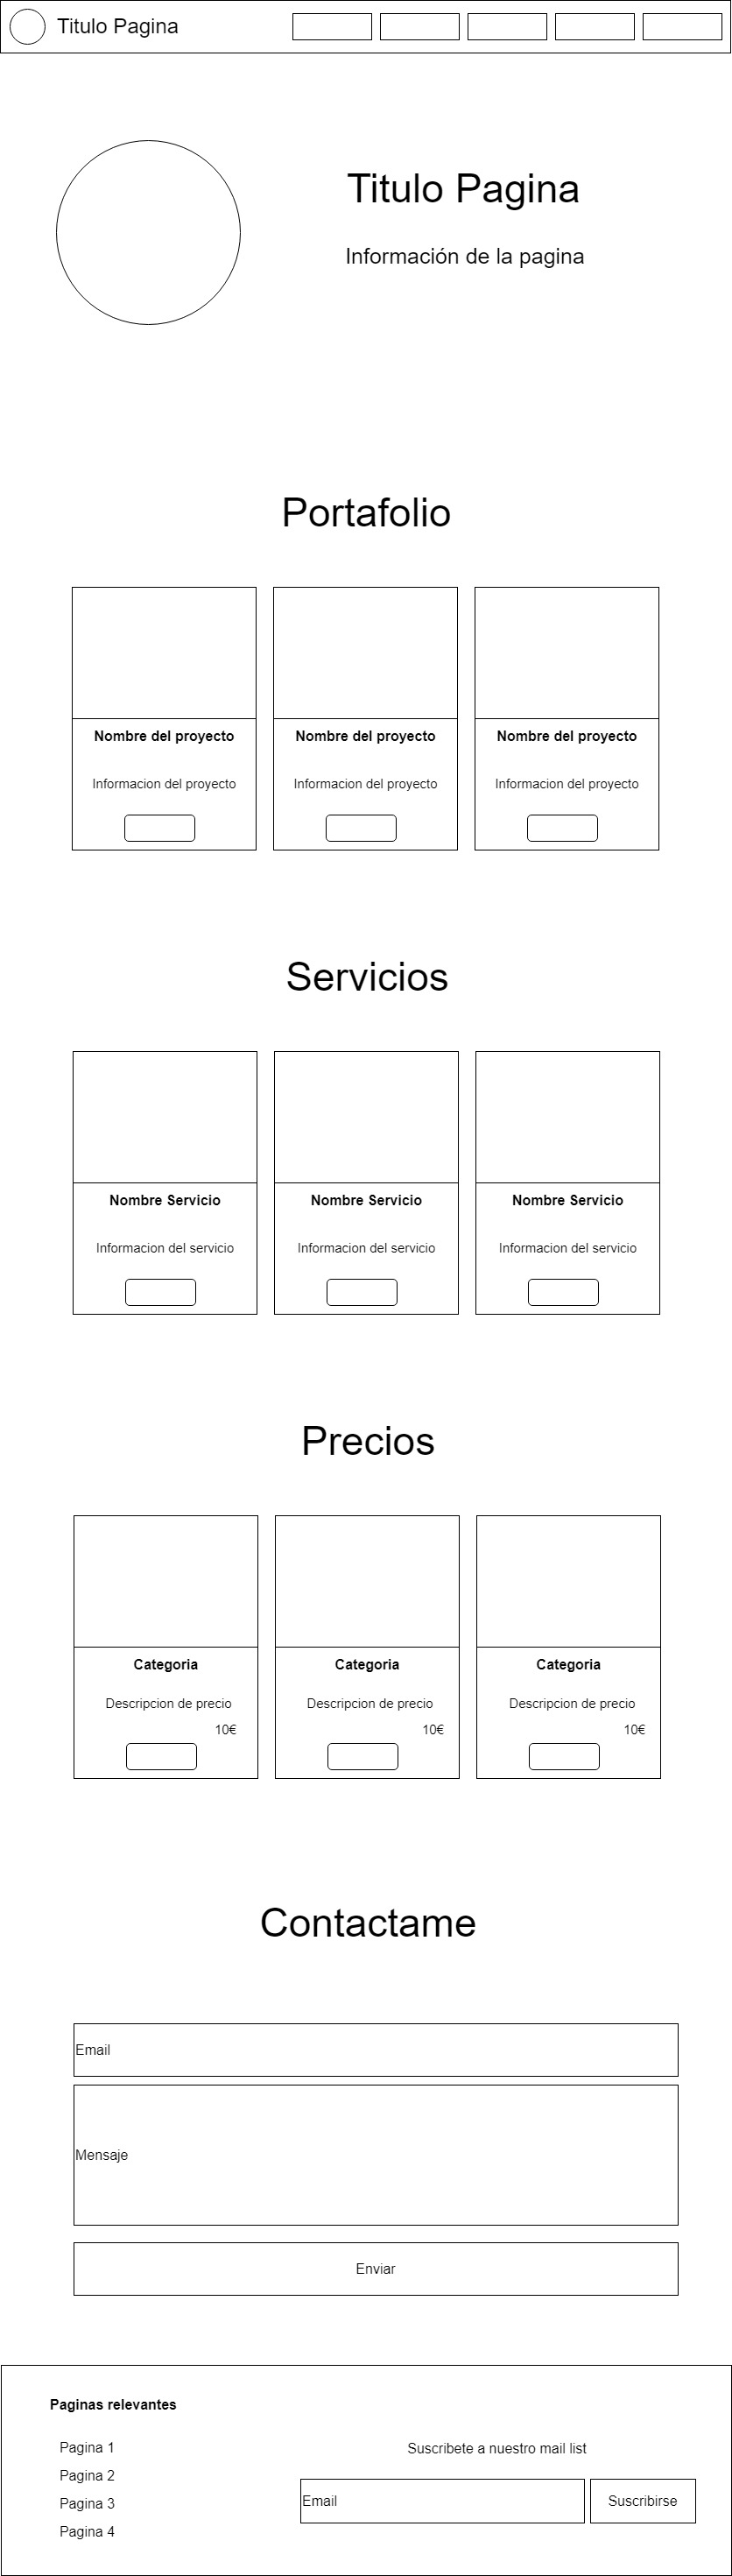 Titulo Pagina
Titulo Pagina
Información de la pagina
Portafolio
Nombre del proyecto
Nombre del proyecto
Nombre del proyecto
Informacion del proyecto
Informacion del proyecto
Informacion del proyecto
Servicios
Nombre Servicio
Nombre Servicio
Nombre Servicio
Informacion del servicio
Informacion del servicio
Informacion del servicio
Precios
Categoria
Categoria
Categoria
Descripcion de precio
Descripcion de precio
Descripcion de precio
10€
10€
10€
Contactame
Email
Mensaje
Enviar
Paginas relevantes
Pagina 1
Pagina 2
Pagina 3
Pagina 4
Suscribete a nuestro mail list
Email
Suscribirse